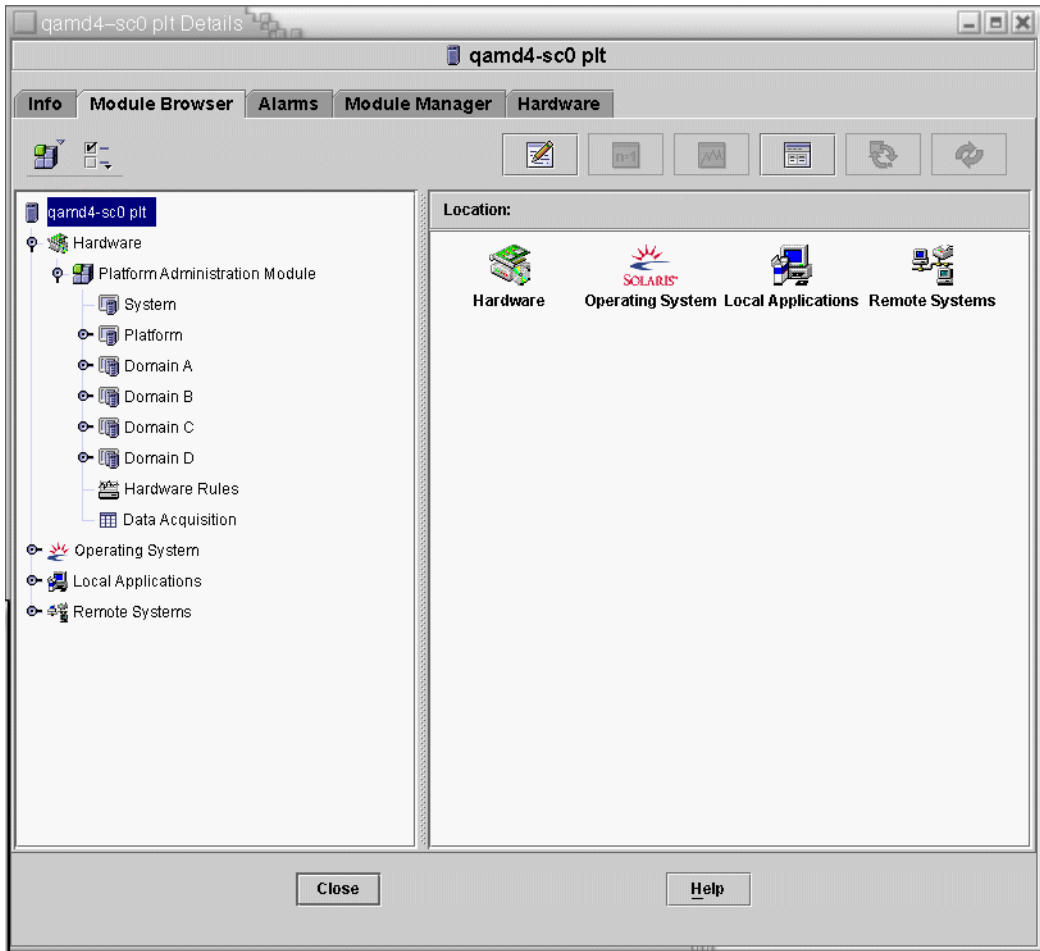 qamd4–sc0 plt Details
qamd4-sc0 plt
Info Module Browser Alarms Module Manager Hardware
n=1
qamd4-sc0 plt
Location:
Hardware
Platform Administration Module
System
Platform
Domain A
Domain B
Domain C
Domain D
Hardware Rules
Data Acquisition
Operating System
Local Applications
Remote Systems
SOLARIS
Hardware Operating System Local Applications Remote Systems
Close Help